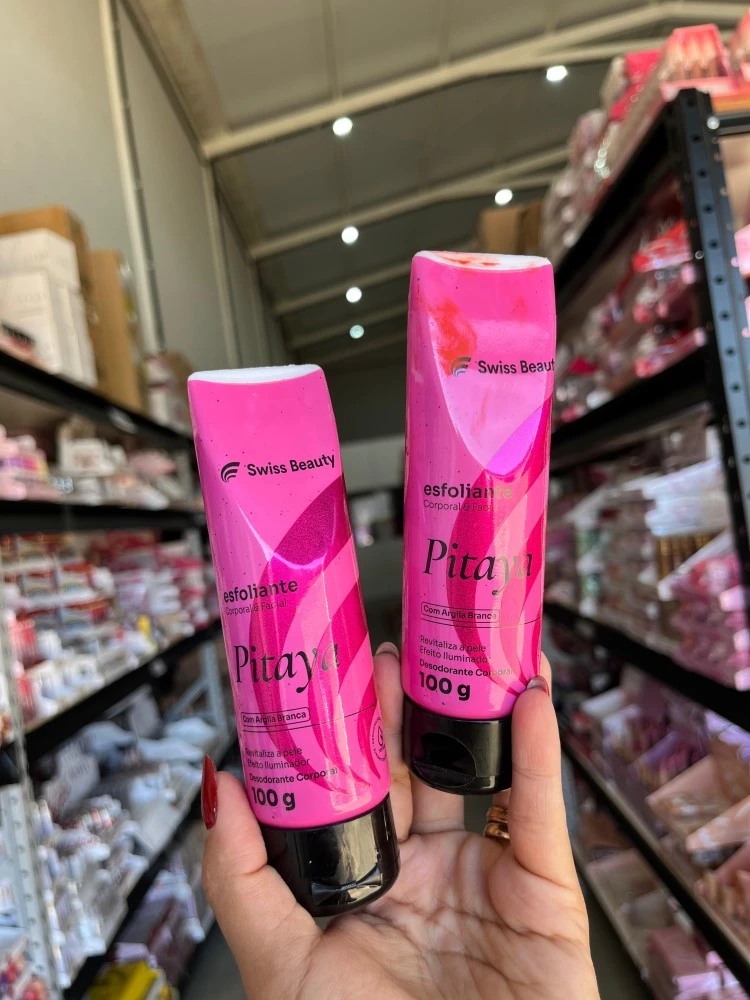 Swiss Beauty
esfoliante
Corporal & Facial
Pitaya
Com Argila Branca
Revitaliza a pele
Efeito Iluminador
Desodorante Corporal
100 g
Swiss Beaut
esfoliante
Corporal & Facial
Pitaya
Com Argila Branca
Revitaliza a pele
Efeito Iluminador
Desodorante Corporal
100 g